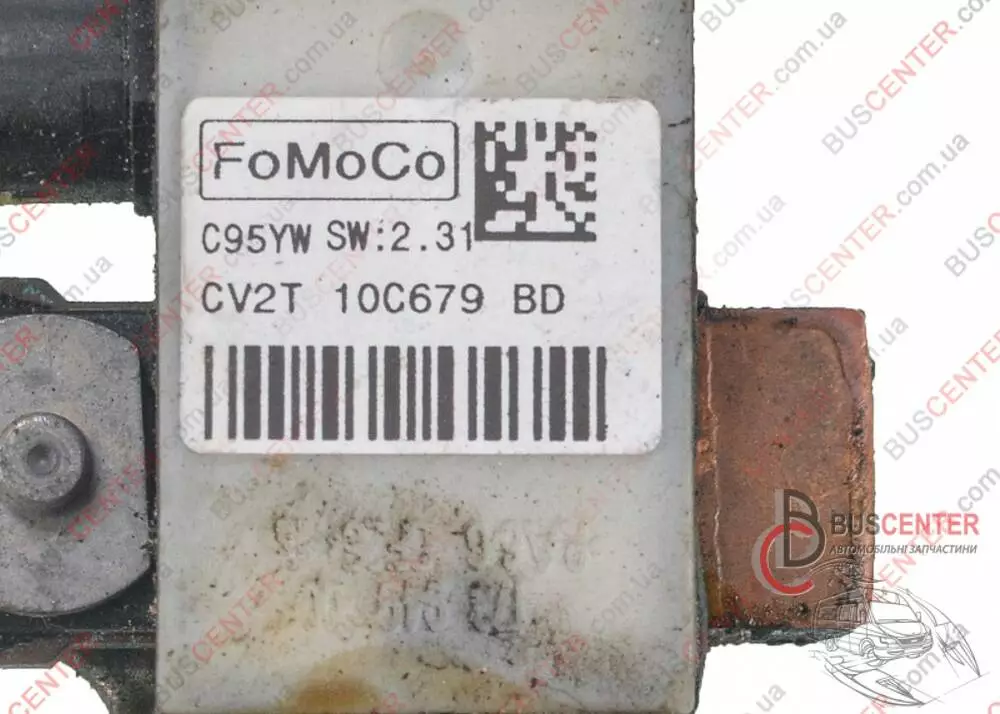 FoMoCo
C95YW SW:2.31
CV2T 10C679 BD
BUSCENTER
АВТОМОБІЛЬНІ ЗАПЧАСТИНИ
BUSCENTER.com.ua